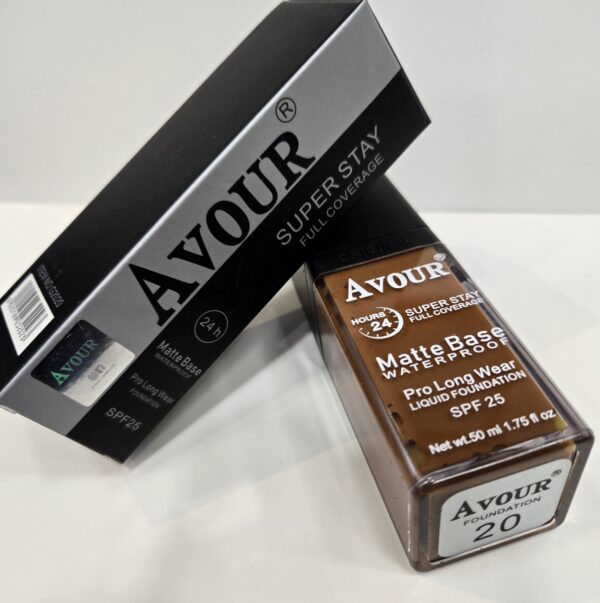 AVOUR®
SUPER STAY
FULL COVERAGE
24 h
Matte Base
WATERPROOF
Pro Long Wear
FOUNDATION
SPF25
AVOUR
ORIGINAL
AVOUR®
HOURS
24
SUPER STAY
FULL COVERAGE
Matte Base
WATERPROOF
Pro Long Wear
LIQUID FOUNDATION
SPF 25
Net wt.50 ml 1.75 fl oz
AVOUR®
FOUNDATION
20